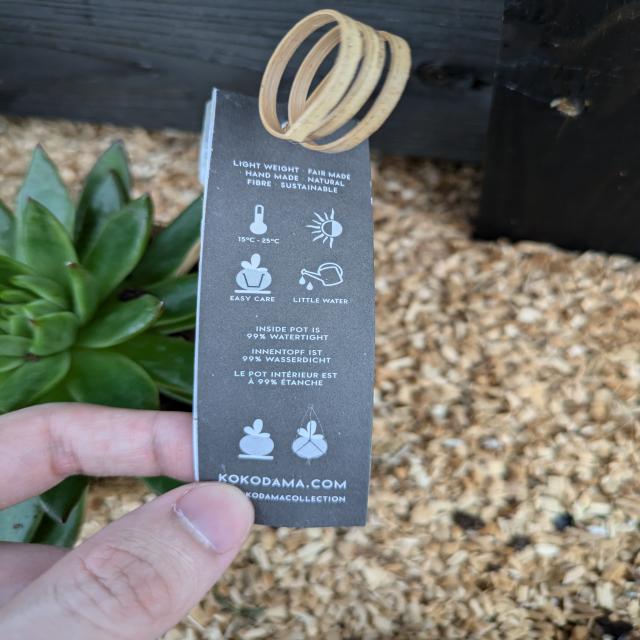 LIGHT WEIGHT FAIR MADE
HAND MADE NATURAL
FIBRE SUSTAINABLE
15°C - 25°C
EASY CARE LITTLE WATER
INSIDE POT IS
99% WATERTIGHT
INNENTOPF IST
99% WASSERDICHT
LE POT INTÉRIEUR EST
À 99% ÉTANCHE
KOKODAMA.COM
KODAMACOLLECTION